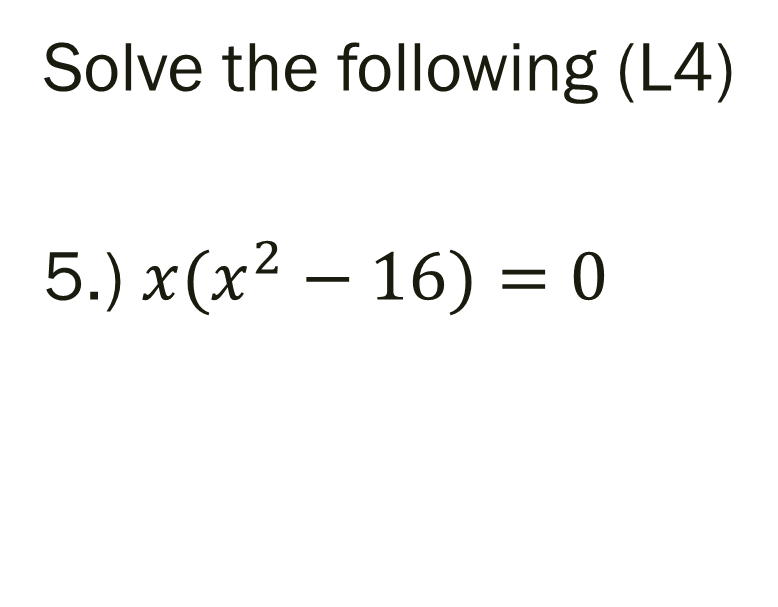 Solve the following (L4)
5.) x(x² − 16) = 0